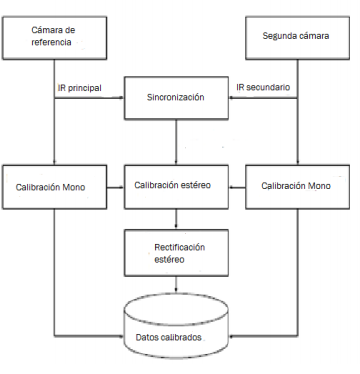 Cámara de
referencia
Segunda cámara
IR principal
IR secundario
Sincronización
Calibración Mono
Calibración estéreo
Calibración Mono
Rectificación
estéreo
Datos calibrados